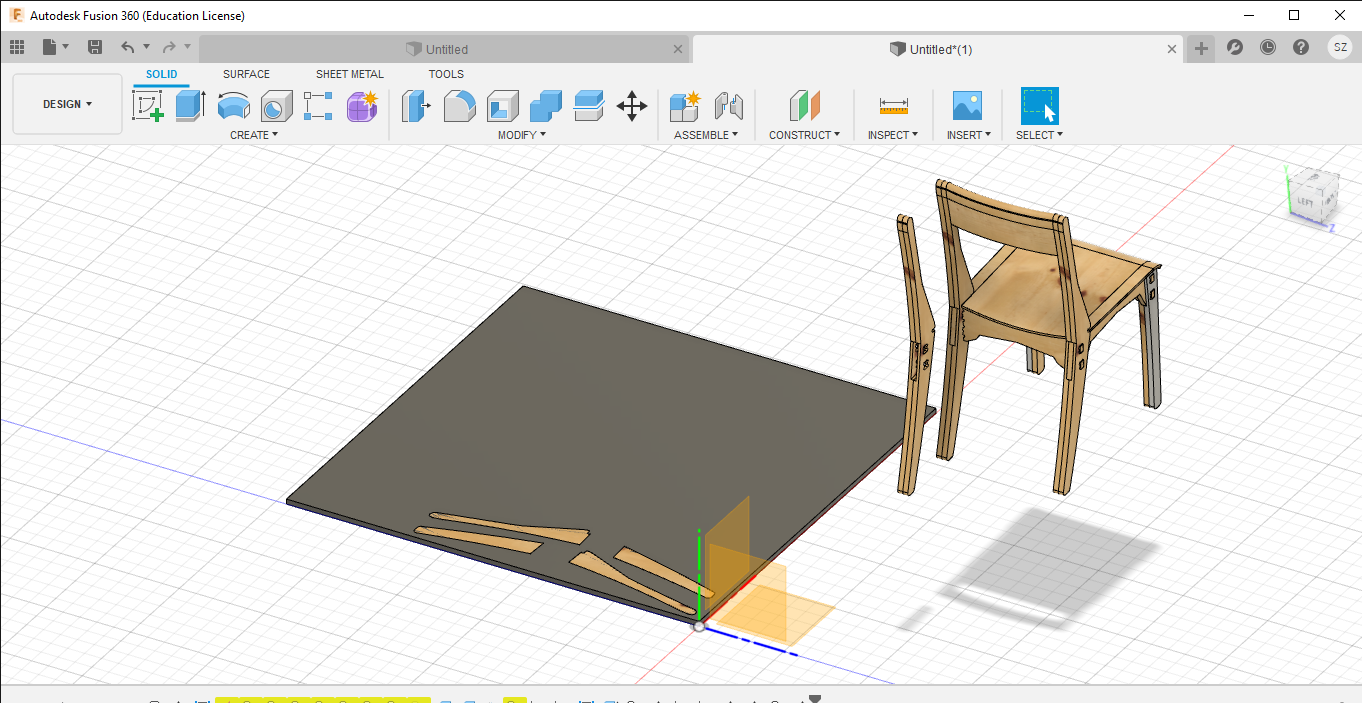 Autodesk Fusion 360 (Education License)
Untitled
Untitled*(1)
SZ
SOLID SURFACE SHEET METAL TOOLS
DESIGN
CREATE MODIFY ASSEMBLE CONSTRUCT INSPECT INSERT SELECT
Y
LEFT
Z